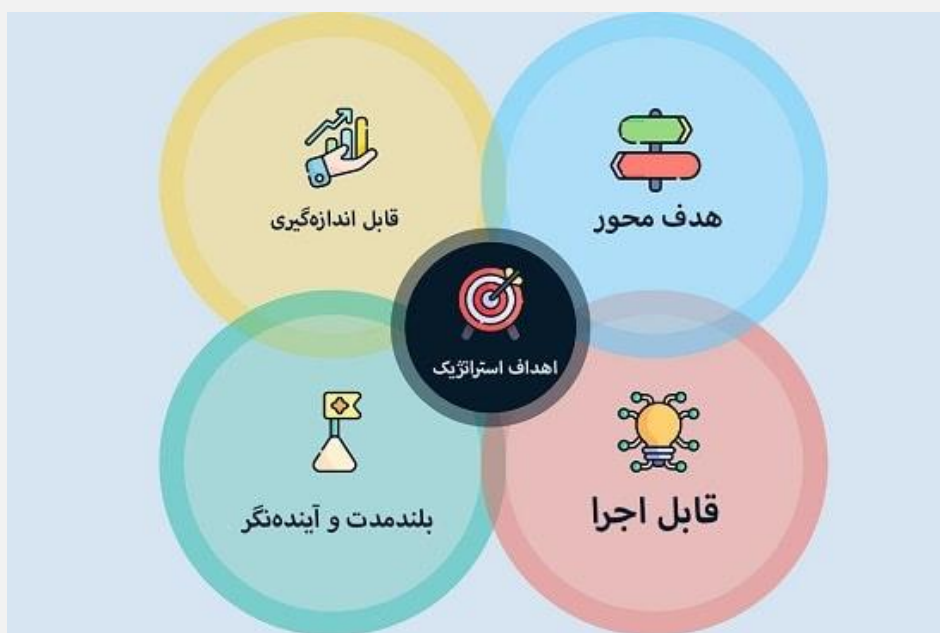 هدف محور
قابل اندازه‌گیری
اهداف استراتژیک
قابل اجرا
بلندمدت و آینده‌نگر